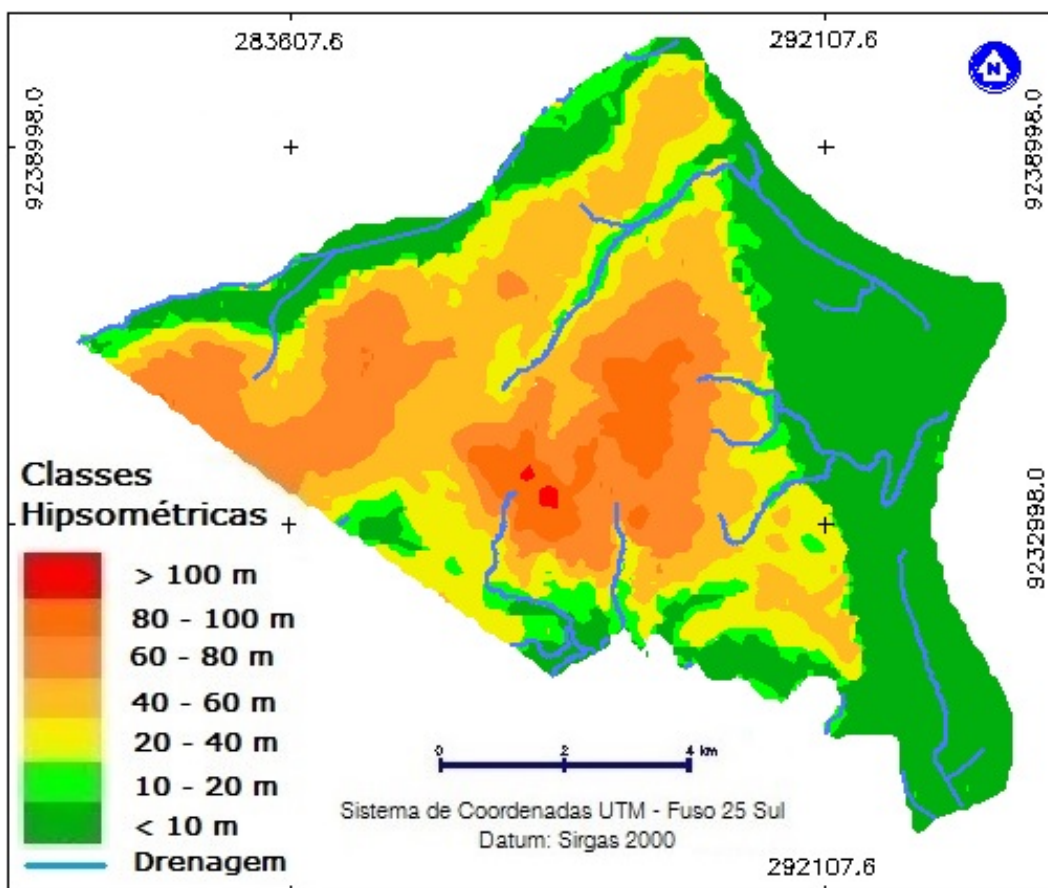 283607.6
292107.6
N
9238998.0
9238998.0
Classes
Hipsométricas
> 100 m
80 - 100 m
60 - 80 m
40 - 60 m
20 - 40 m
10 - 20 m
< 10 m
Drenagem
9232998.0
0 2 4 km
Sistema de Coordenadas UTM - Fuso 25 Sul
Datum: Sirgas 2000
292107.6